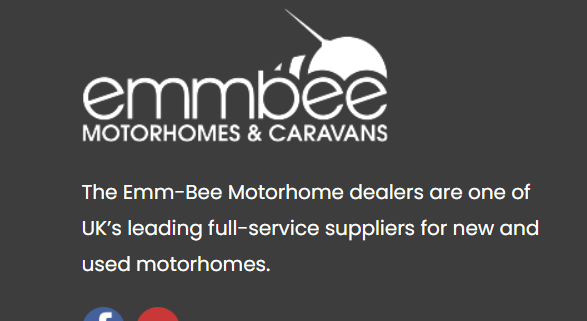 emmbee
MOTORHOMES & CARAVANS
The Emm-Bee Motorhome dealers are one of
UK's leading full-service suppliers for new and
used motorhomes.